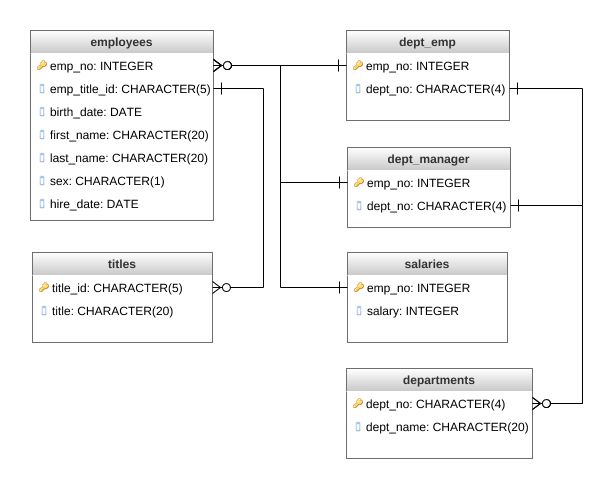 employees
emp_no: INTEGER
emp_title_id: CHARACTER(5)
birth_date: DATE
first_name: CHARACTER(20)
last_name: CHARACTER(20)
sex: CHARACTER(1)
hire_date: DATE
titles
title_id: CHARACTER(5)
title: CHARACTER(20)
dept_emp
emp_no: INTEGER
dept_no: CHARACTER(4)
dept_manager
emp_no: INTEGER
dept_no: CHARACTER(4)
salaries
emp_no: INTEGER
salary: INTEGER
departments
dept_no: CHARACTER(4)
dept_name: CHARACTER(20)